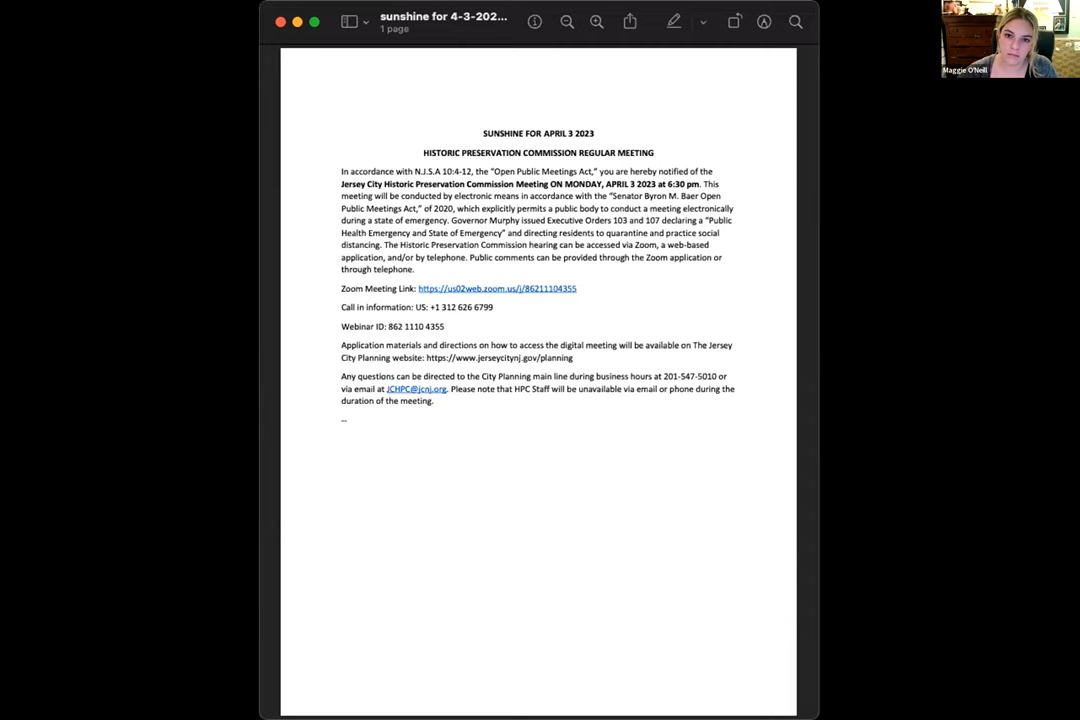 sunshine for 4-3-202...
1 page
Maggie O'Neill
SUNSHINE FOR APRIL 3 2023
HISTORIC PRESERVATION COMMISSION REGULAR MEETING
In accordance with N.J.S.A 10:4-12, the "Open Public Meetings Act," you are hereby notified of the
Jersey City Historic Preservation Commission Meeting ON MONDAY, APRIL 3 2023 at 6:30 pm. This
meeting will be conducted by electronic means in accordance with the "Senator Byron M. Baer Open
Public Meetings Act," of 2020, which explicitly permits a public body to conduct a meeting electronically
during a state of emergency. Governor Murphy issued Executive Orders 103 and 107 declaring a "Public
Health Emergency and State of Emergency" and directing residents to quarantine and practice social
distancing. The Historic Preservation Commission hearing can be accessed via Zoom, a web-based
application, and/or by telephone. Public comments can be provided through the Zoom application or
through telephone.
Zoom Meeting Link: https://us02web.zoom.us/j/86211104355
Call in information: US: +1 312 626 6799
Webinar ID: 862 1110 4355
Application materials and directions on how to access the digital meeting will be available on The Jersey
City Planning website: https://www.jerseycitynj.gov/planning
Any questions can be directed to the City Planning main line during business hours at 201-547-5010 or
via email at JCHPC@jcnj.org. Please note that HPC Staff will be unavailable via email or phone during the
duration of the meeting.
--